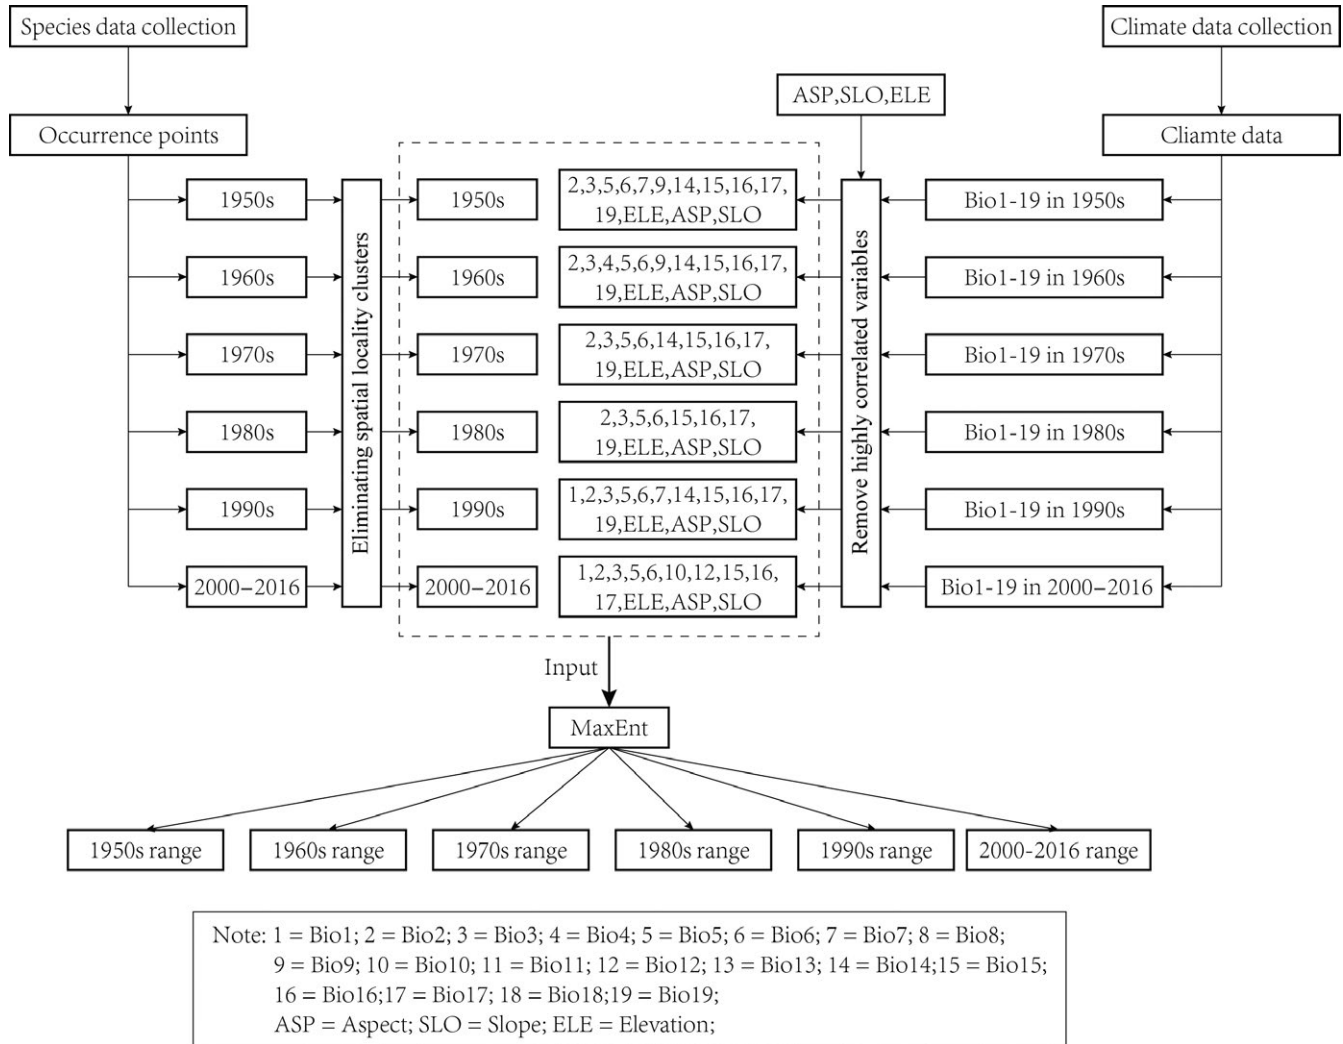 Species data collection
Climate data collection
ASP,SLO,ELE
Occurrence points
Cliamte data
1950s
1950s
2,3,5,6,7,9,14,15,16,17,
19,ELE,ASP,SLO
Bio1-19 in 1950s
1960s
1960s
2,3,4,5,6,9,14,15,16,17,
19,ELE,ASP,SLO
Bio1-19 in 1960s
1970s
1970s
2,3,5,6,14,15,16,17,
19,ELE,ASP,SLO
Bio1-19 in 1970s
1980s
1980s
2,3,5,6,15,16,17,
19,ELE,ASP,SLO
Bio1-19 in 1980s
1990s
1990s
1,2,3,5,6,7,14,15,16,17,
19,ELE,ASP,SLO
Bio1-19 in 1990s
2000–2016
2000–2016
1,2,3,5,6,10,12,15,16,
17,ELE,ASP,SLO
Bio1-19 in 2000–2016
Eliminating spatial locality clusters
Remove highly correlated variables
Input
MaxEnt
1950s range
1960s range
1970s range
1980s range
1990s range
2000-2016 range
Note: 1 = Bio1; 2 = Bio2; 3 = Bio3; 4 = Bio4; 5 = Bio5; 6 = Bio6; 7 = Bio7; 8 = Bio8;
9 = Bio9; 10 = Bio10; 11 = Bio11; 12 = Bio12; 13 = Bio13; 14 = Bio14;15 = Bio15;
16 = Bio16;17 = Bio17; 18 = Bio18;19 = Bio19;
ASP = Aspect; SLO = Slope; ELE = Elevation;